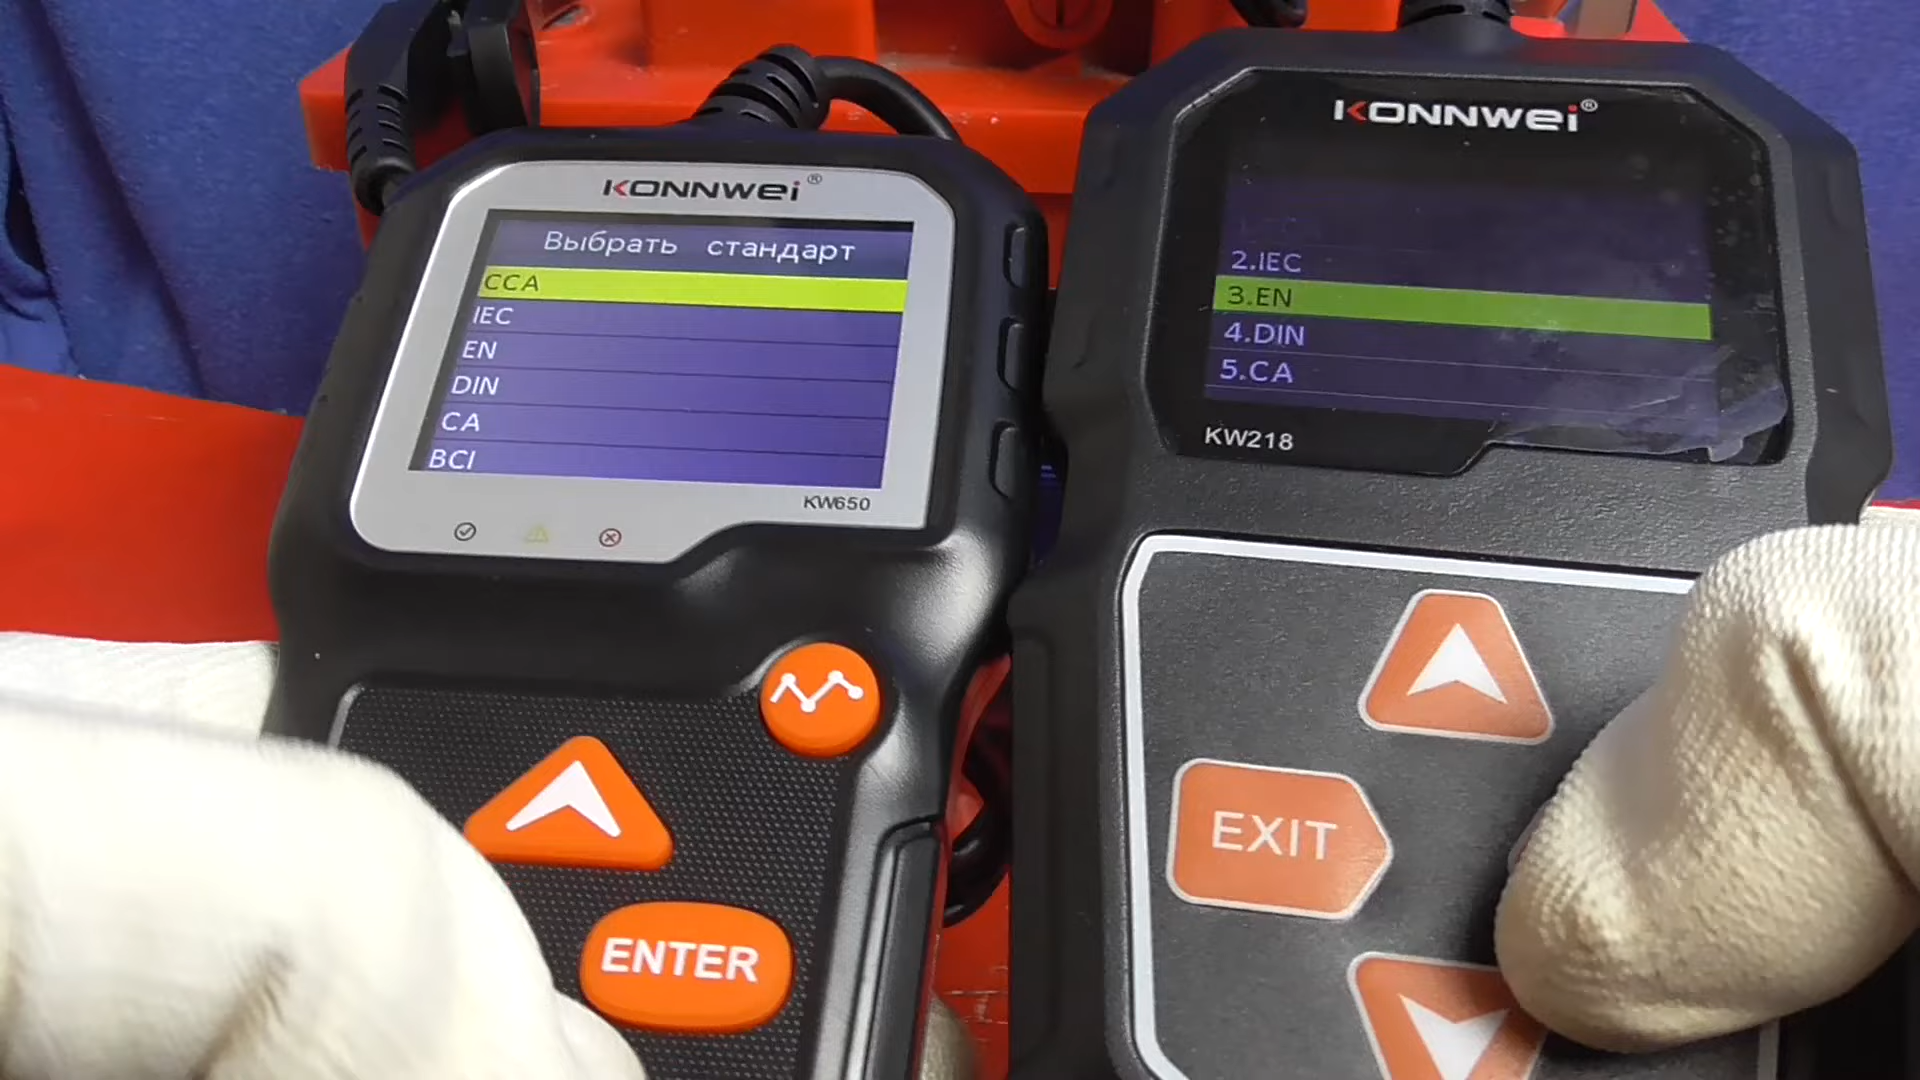 KONNWEI®
Выбрать стандарт
CCA
IEC
EN
DIN
CA
BCI
KW650
ENTER
KONNWEI®
2.IEC
3.EN
4.DIN
5.CA
KW218
EXIT